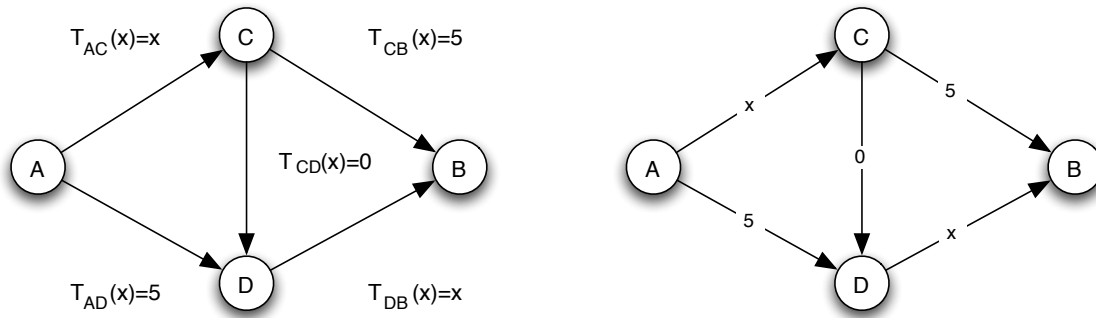 T_AC(x)=x
C
T_CB(x)=5
A
T_CD(x)=0
B
T_AD(x)=5
D
T_DB(x)=x
C
x
5
A
0
B
5
x
D